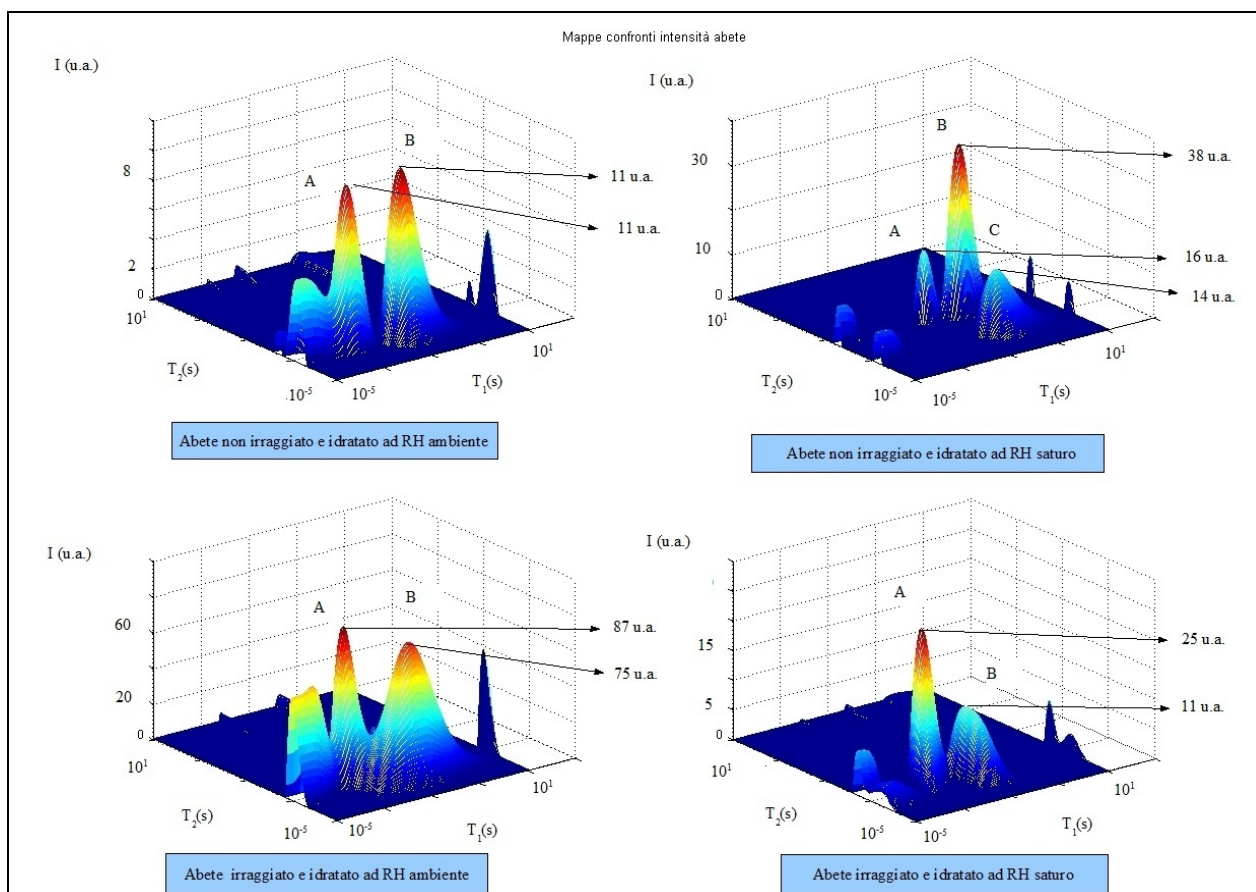 Mappe confronti intensità abete
I (u.a.)
8
2
0
10¹
T₂(s)
10⁻⁵
10⁻⁵
T₁(s)
10¹
A
B
11 u.a.
11 u.a.
Abete non irraggiato e idratato ad RH ambiente
I (u.a.)
30
10
0
10¹
T₂(s)
10⁻⁵
10⁻⁵
T₁(s)
10¹
B
A
C
38 u.a.
16 u.a.
14 u.a.
Abete non irraggiato e idratato ad RH saturo
I (u.a.)
60
20
0
10¹
T₂(s)
10⁻⁵
10⁻⁵
T₁(s)
10¹
A
B
87 u.a.
75 u.a.
Abete irraggiato e idratato ad RH ambiente
I (u.a.)
15
5
0
10¹
T₂(s)
10⁻⁵
10⁻⁵
T₁(s)
10¹
A
B
25 u.a.
11 u.a.
Abete irraggiato e idratato ad RH saturo